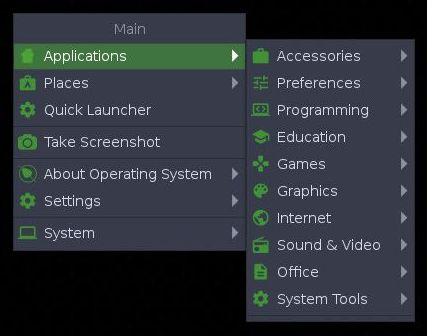 Main
Applications
Places
Quick Launcher
Take Screenshot
About Operating System
Settings
System
Accessories
Preferences
Programming
Education
Games
Graphics
Internet
Sound & Video
Office
System Tools